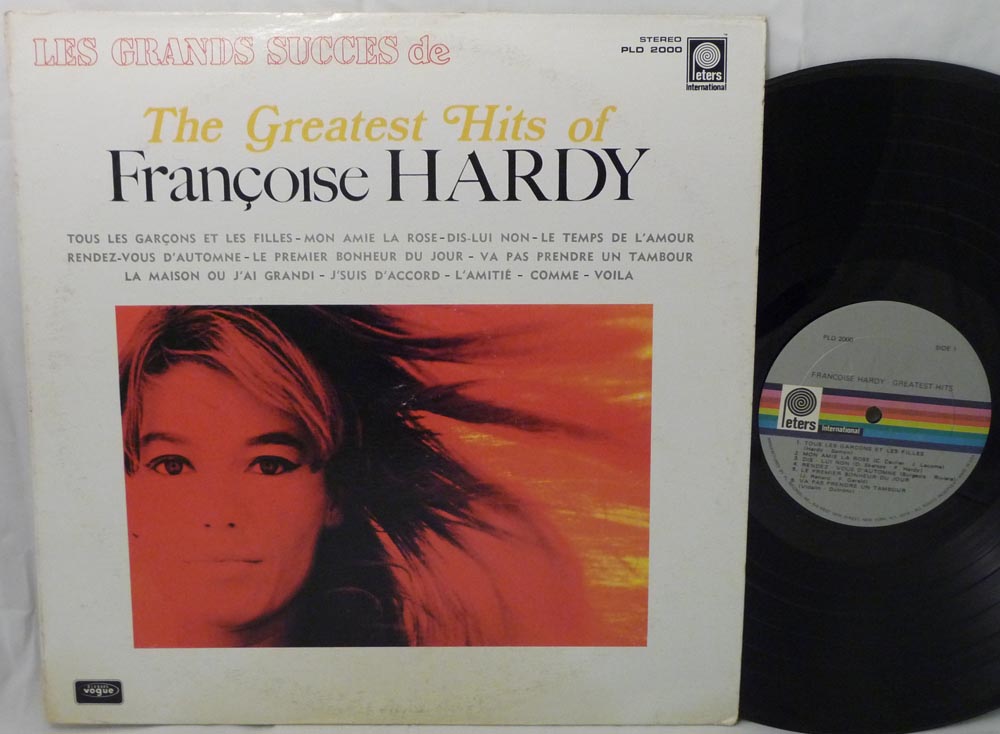 LES GRANDS SUCCES de
STEREO
PLD 2000
Peters
International
The Greatest Hits of
Françoise HARDY
TOUS LES GARÇONS ET LES FILLES - MON AMIE LA ROSE - DIS-LUI NON - LE TEMPS DE L'AMOUR
RENDEZ-VOUS D'AUTOMNE - LE PREMIER BONHEUR DU JOUR - VA PAS PRENDRE UN TAMBOUR
LA MAISON OU J'AI GRANDI - J'SUIS D'ACCORD - L'AMITIÉ - COMME - VOILA
vogue
PLD 2000
SIDE 1
FRANCOISE HARDY GREATEST HITS
Peters International
1. TOUS LES GARCONS ET LES FILLES
2. MON AMIE LA ROSE
3. DIS - LUI NON
4. RENDEZ - VOUS D'AUTOMNE
5. LE PREMIER BONHEUR DU JOUR
VA PAS PRENDRE UN TAMBOUR